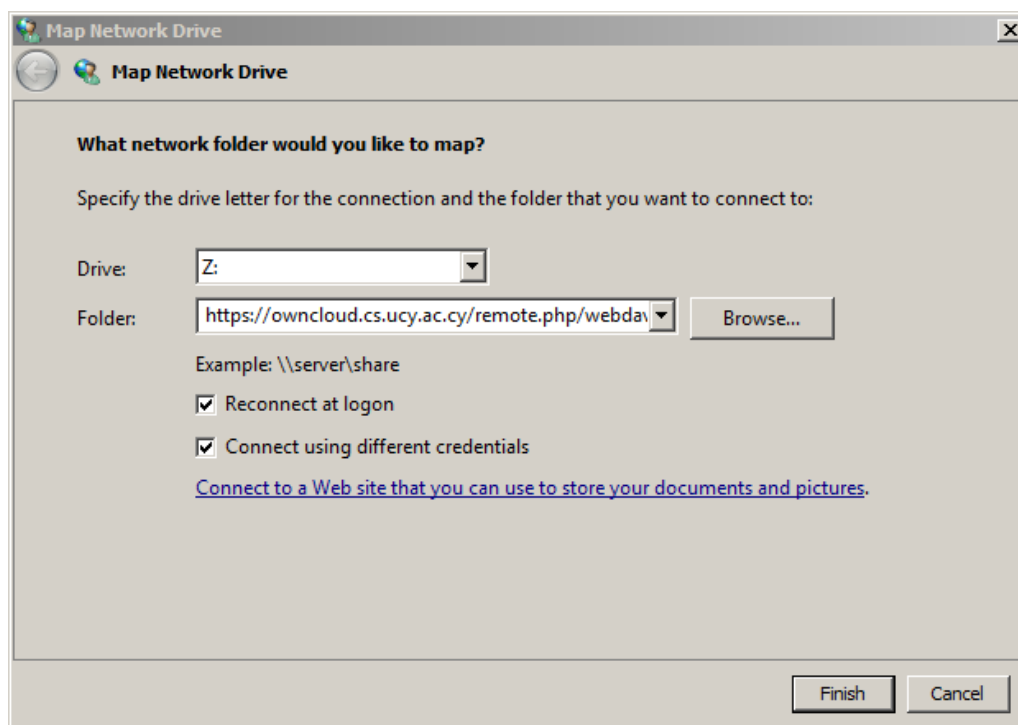 Map Network Drive
Map Network Drive
What network folder would you like to map?
Specify the drive letter for the connection and the folder that you want to connect to:
Drive: Z:
Folder: https://owncloud.cs.ucy.ac.cy/remote.php/webdav Browse...
Example: \\server\share
Reconnect at logon
Connect using different credentials
Connect to a Web site that you can use to store your documents and pictures.
Finish Cancel